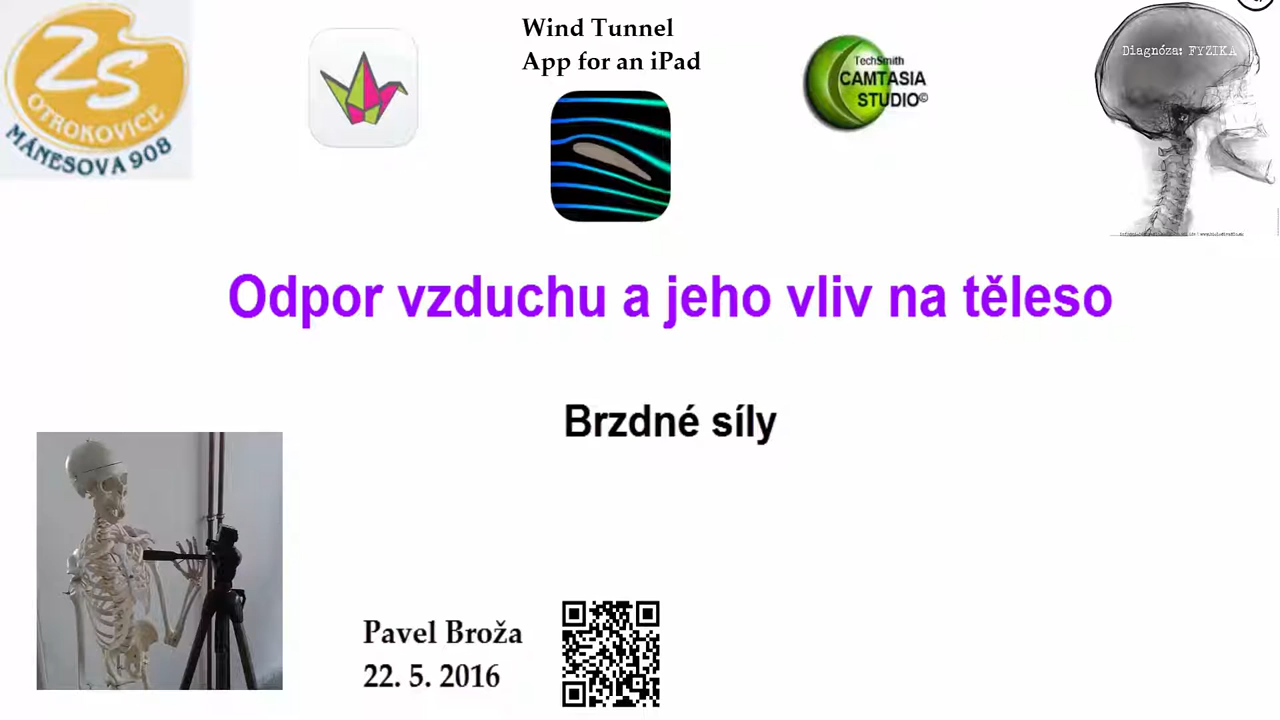 Wind Tunnel
App for an iPad
ZŠ
OTROKOVICE
MÁNESOVA 908
TechSmith
CAMTASIA
STUDIO©
Diagnóza: FYZIKA
Odpor vzduchu a jeho vliv na těleso
Brzdné síly
Pavel Broža
22. 5. 2016